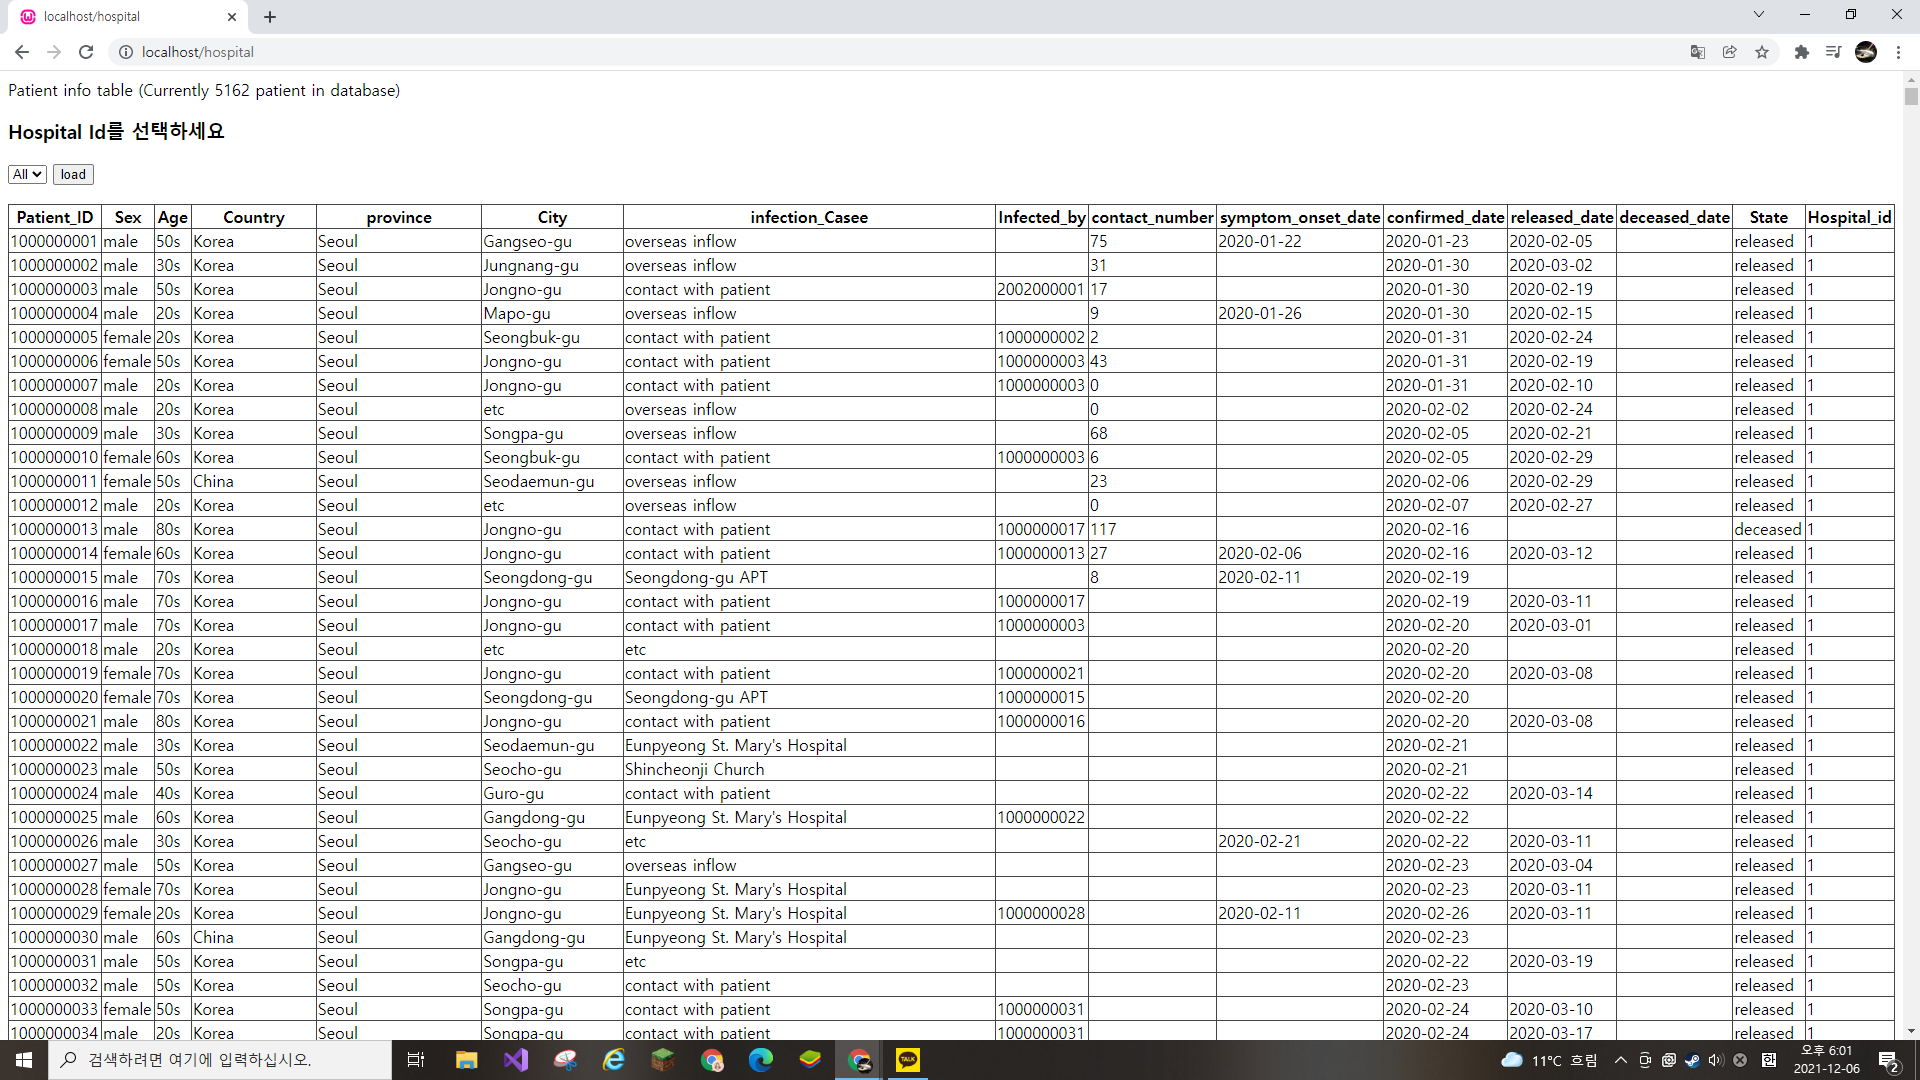 localhost/hospital
localhost/hospital
Patient info table (Currently 5162 patient in database)
Hospital Id를 선택하세요
All load
Patient_ID Sex Age Country province City infection_Casee Infected_by contact_number symptom_onset_date confirmed_date released_date deceased_date State Hospital_id
1000000001 male 50s Korea Seoul Gangseo-gu overseas inflow 75 2020-01-22 2020-01-23 2020-02-05 released 1
1000000002 male 30s Korea Seoul Jungnang-gu overseas inflow 31 2020-01-30 2020-03-02 released 1
1000000003 male 50s Korea Seoul Jongno-gu contact with patient 2002000001 17 2020-01-30 2020-02-19 released 1
1000000004 male 20s Korea Seoul Mapo-gu overseas inflow 9 2020-01-26 2020-01-30 2020-02-15 released 1
1000000005 female 20s Korea Seoul Seongbuk-gu contact with patient 1000000002 2 2020-01-31 2020-02-24 released 1
1000000006 female 50s Korea Seoul Jongno-gu contact with patient 1000000003 43 2020-01-31 2020-02-19 released 1
1000000007 male 20s Korea Seoul Jongno-gu contact with patient 1000000003 0 2020-01-31 2020-02-10 released 1
1000000008 male 20s Korea Seoul etc overseas inflow 0 2020-02-02 2020-02-24 released 1
1000000009 male 30s Korea Seoul Songpa-gu overseas inflow 68 2020-02-05 2020-02-21 released 1
1000000010 female 60s Korea Seoul Seongbuk-gu contact with patient 1000000003 6 2020-02-05 2020-02-29 released 1
1000000011 female 50s China Seoul Seodaemun-gu overseas inflow 23 2020-02-06 2020-02-29 released 1
1000000012 male 20s Korea Seoul etc overseas inflow 0 2020-02-07 2020-02-27 released 1
1000000013 male 80s Korea Seoul Jongno-gu contact with patient 1000000017 117 2020-02-16 deceased 1
1000000014 female 60s Korea Seoul Jongno-gu contact with patient 1000000013 27 2020-02-06 2020-02-16 2020-03-12 released 1
1000000015 male 70s Korea Seoul Seongdong-gu Seongdong-gu APT 8 2020-02-11 2020-02-19 released 1
1000000016 male 70s Korea Seoul Jongno-gu contact with patient 1000000017 2020-02-19 2020-03-11 released 1
1000000017 male 70s Korea Seoul Jongno-gu contact with patient 1000000003 2020-02-20 2020-03-01 released 1
1000000018 male 20s Korea Seoul etc etc 2020-02-20 released 1
1000000019 female 70s Korea Seoul Jongno-gu contact with patient 1000000021 2020-02-20 2020-03-08 released 1
1000000020 female 70s Korea Seoul Seongdong-gu Seongdong-gu APT 1000000015 2020-02-20 released 1
1000000021 male 80s Korea Seoul Jongno-gu contact with patient 1000000016 2020-02-20 2020-03-08 released 1
1000000022 male 30s Korea Seoul Seodaemun-gu Eunpyeong St. Mary's Hospital 2020-02-21 released 1
1000000023 male 50s Korea Seoul Seocho-gu Shincheonji Church 2020-02-21 released 1
1000000024 male 40s Korea Seoul Guro-gu contact with patient 2020-02-22 2020-03-14 released 1
1000000025 male 60s Korea Seoul Gangdong-gu Eunpyeong St. Mary's Hospital 1000000022 2020-02-22 released 1
1000000026 male 30s Korea Seoul Seocho-gu etc 2020-02-21 2020-02-22 2020-03-11 released 1
1000000027 male 50s Korea Seoul Gangseo-gu overseas inflow 2020-02-23 2020-03-04 released 1
1000000028 female 70s Korea Seoul Jongno-gu Eunpyeong St. Mary's Hospital 2020-02-23 2020-03-11 released 1
1000000029 female 20s Korea Seoul Jongno-gu Eunpyeong St. Mary's Hospital 1000000028 2020-02-11 2020-02-26 2020-03-11 released 1
1000000030 male 60s China Seoul Gangdong-gu Eunpyeong St. Mary's Hospital 2020-02-23 released 1
1000000031 male 50s Korea Seoul Songpa-gu etc 2020-02-22 2020-03-19 released 1
1000000032 male 50s Korea Seoul Seocho-gu contact with patient 2020-02-23 released 1
1000000033 female 50s Korea Seoul Songpa-gu contact with patient 1000000031 2020-02-24 2020-03-10 released 1
1000000034 male 20s Korea Seoul Songpa-gu contact with patient 1000000031 2020-02-24 2020-03-17 released 1
검색하려면 여기에 입력하십시오.
TALK
11°C 흐림
한
오후 6:01
2021-12-06
2